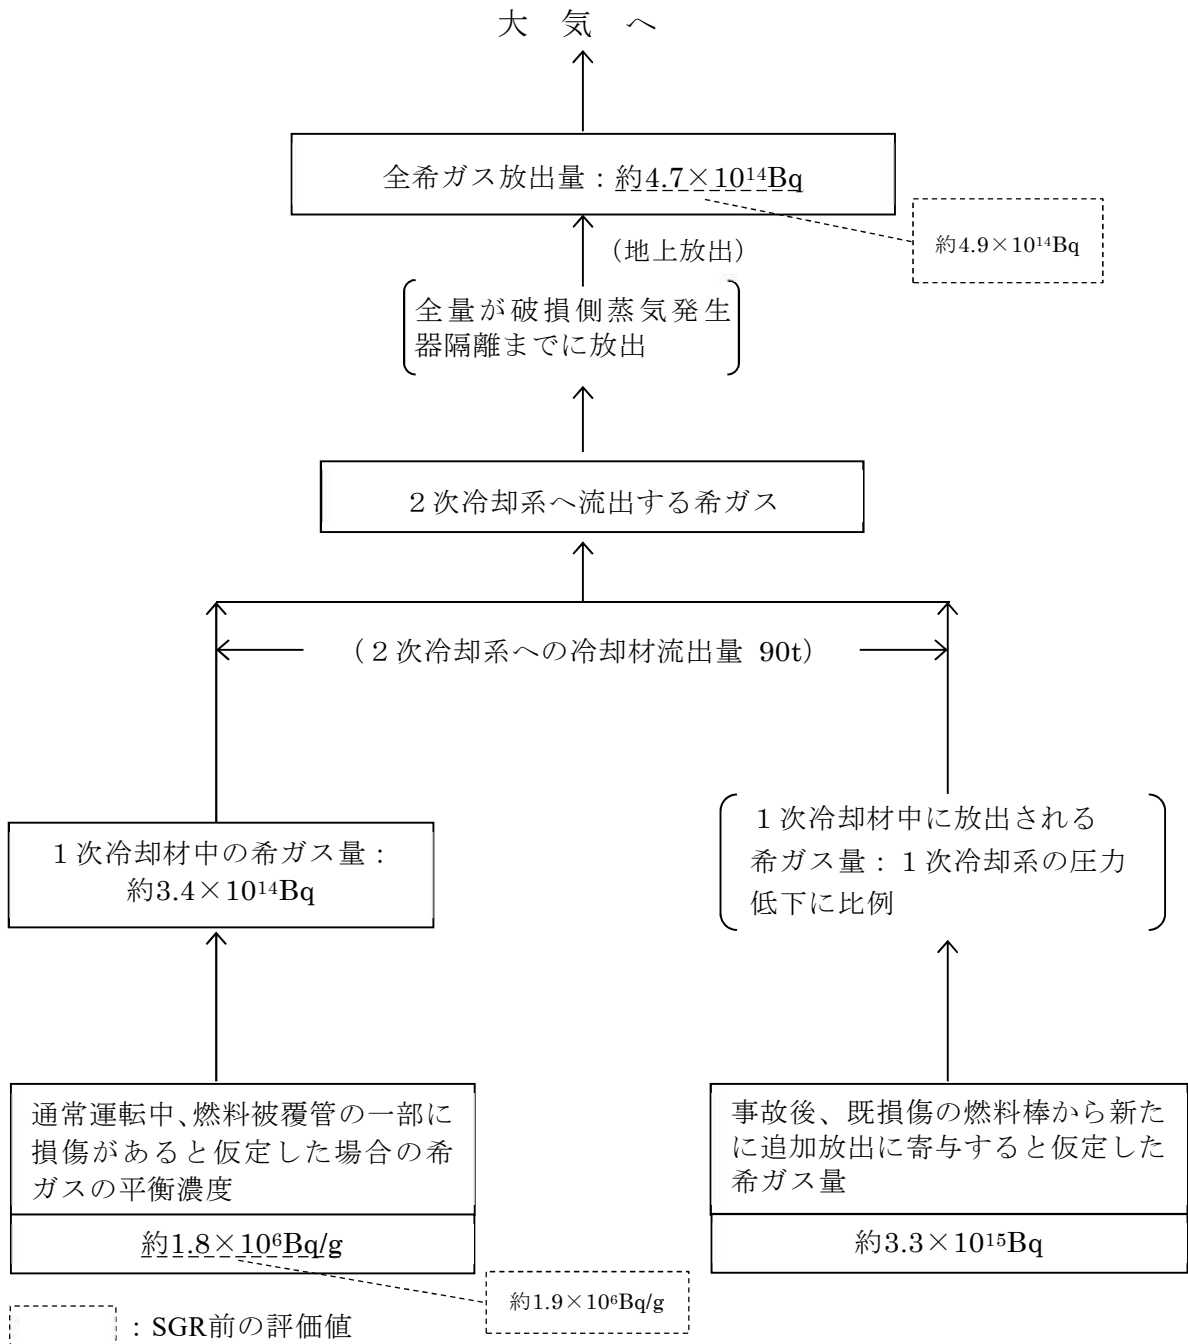 大 気 へ
全希ガス放出量：約4.7×10¹⁴Bq
約4.9×10¹⁴Bq
（地上放出）
全量が破損側蒸気発生
器隔離までに放出
２次冷却系へ流出する希ガス
（２次冷却系への冷却材流出量 90t）
１次冷却材中の希ガス量：
約3.4×10¹⁴Bq
１次冷却材中に放出される
希ガス量：１次冷却系の圧力
低下に比例
通常運転中、燃料被覆管の一部に
損傷があると仮定した場合の希
ガスの平衡濃度
約1.8×10⁶Bq/g
約1.9×10⁶Bq/g
事故後、既損傷の燃料棒から新た
に追加放出に寄与すると仮定した
希ガス量
約3.3×10¹⁵Bq
：SGR前の評価値